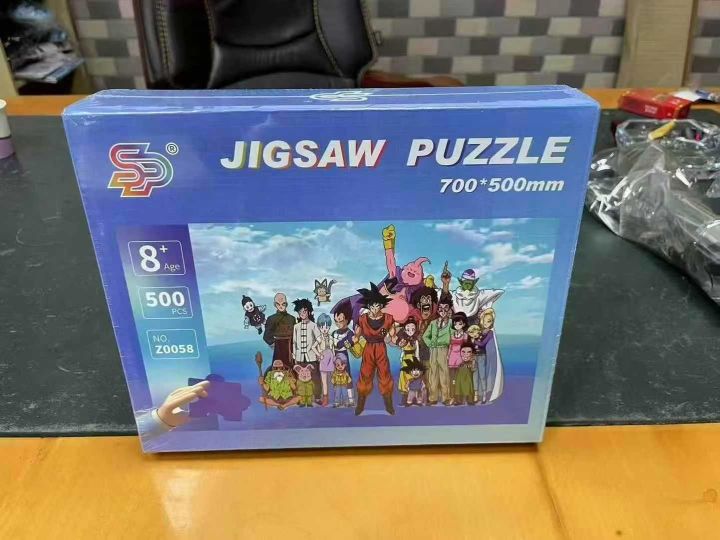 SP®
JIGSAW PUZZLE
700*500mm
8+
Age
500
PCS
NO.
Z0058